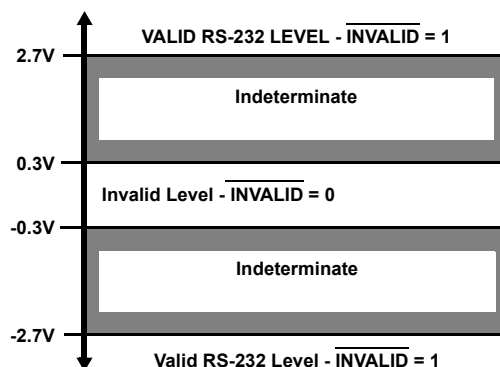 VALID RS-232 LEVEL - INVALID = 1
2.7V
Indeterminate
0.3V
Invalid Level - INVALID = 0
-0.3V
Indeterminate
-2.7V
Valid RS-232 Level - INVALID = 1